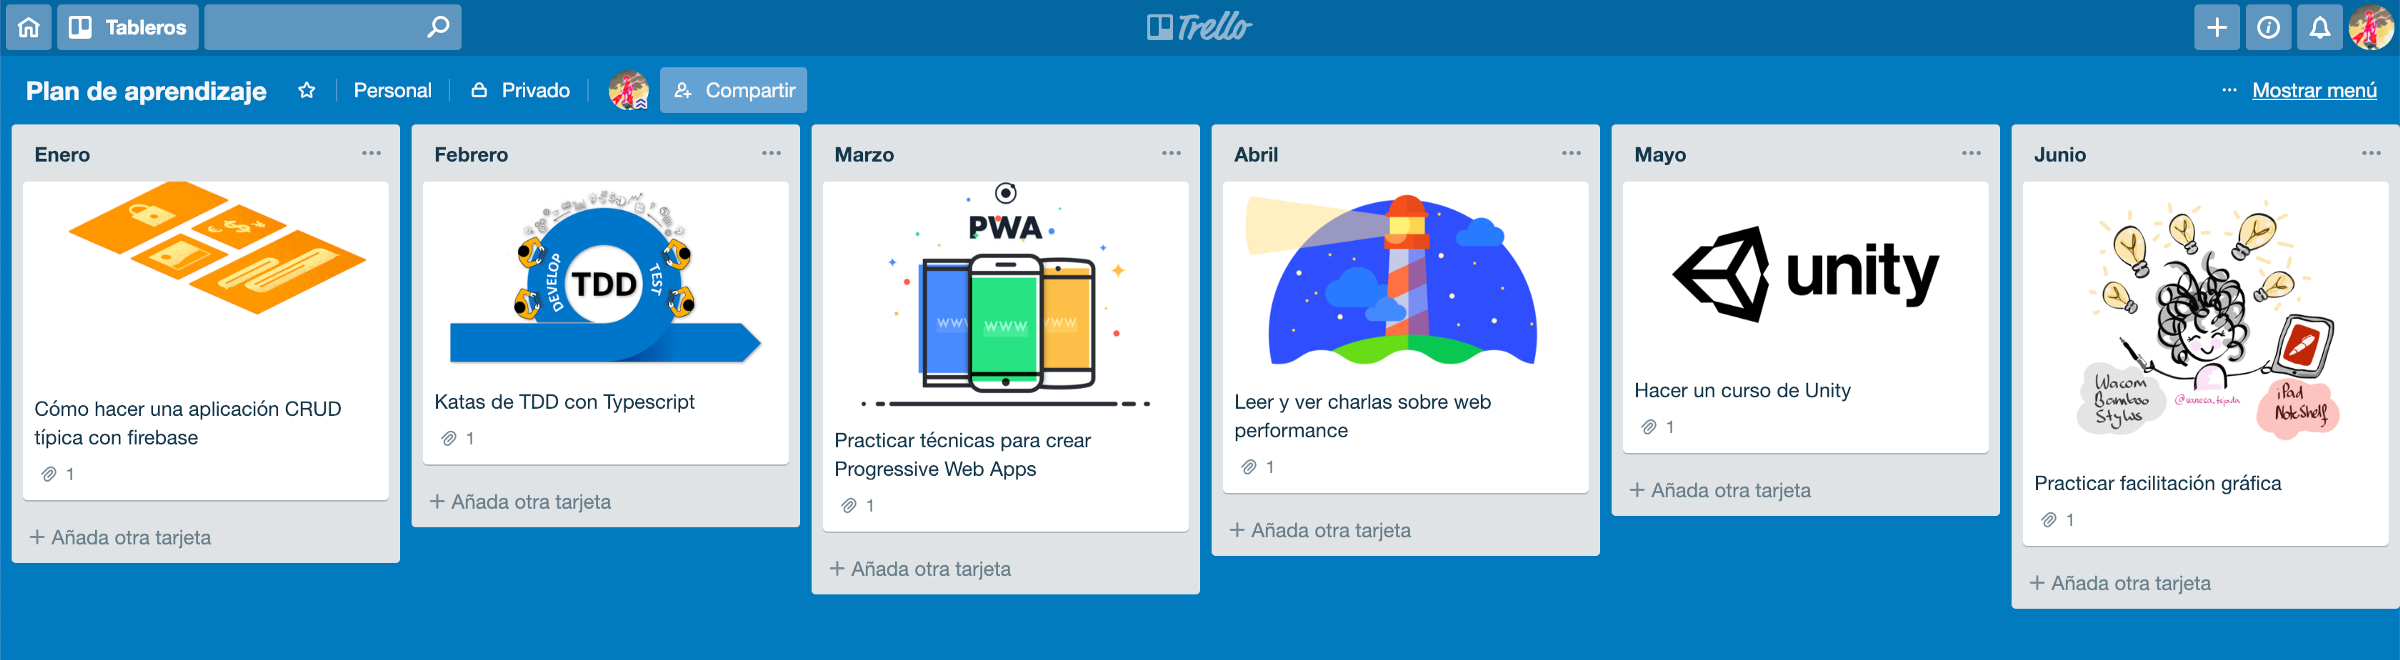 Tableros
Trello
Plan de aprendizaje
Personal
Privado
Compartir
... Mostrar menú
Enero
Cómo hacer una aplicación CRUD
típica con firebase
1
+ Añada otra tarjeta
Febrero
DEVELOP
TDD
TEST
Katas de TDD con Typescript
1
+ Añada otra tarjeta
Marzo
PWA
WWW
WWW
WWW
Practicar técnicas para crear
Progressive Web Apps
1
+ Añada otra tarjeta
Abril
Leer y ver charlas sobre web
performance
1
+ Añada otra tarjeta
Mayo
unity
Hacer un curso de Unity
1
+ Añada otra tarjeta
Junio
Wacom
Bamboo
Stylus
@vanesa_tejada
iPad
NoteShelf
Practicar facilitación gráfica
1
+ Añada otra tarjeta